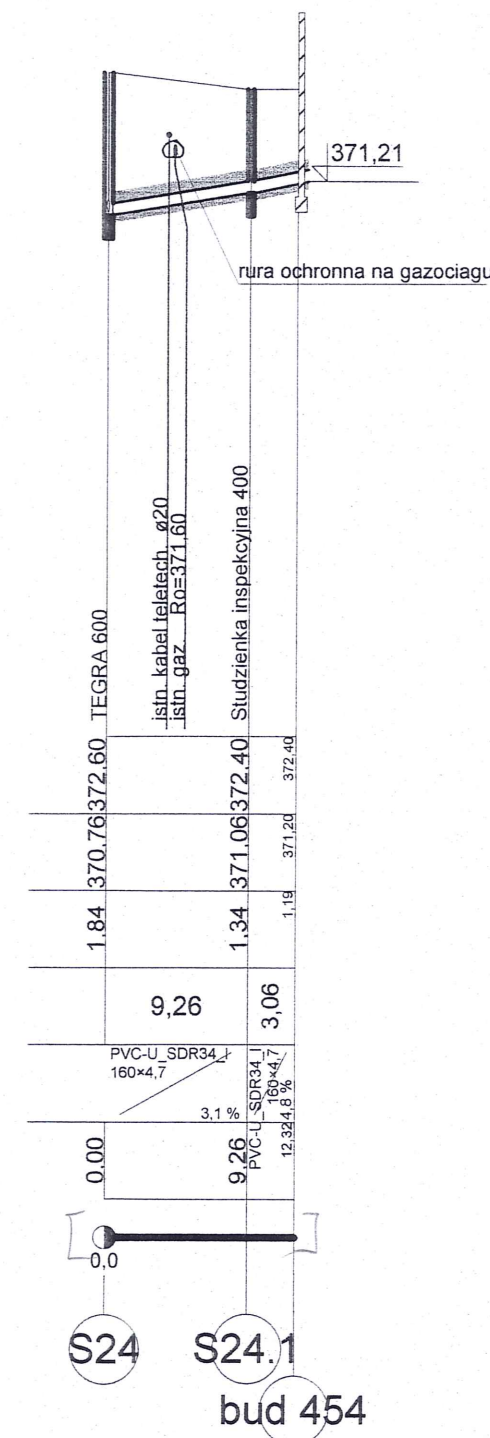 371,21
rura ochronna na gazociagu
TEGRA 600
istn. kabel teletech. ø20
istn. gaz. Ro=371,60
Studzienka inspekcyjna 400
372,60
372,40
372,40
370,76
371,06
371,20
1,84
1,34
1,19
9,26
3,06
PVC-U_SDR34_I
160×4,7
3,1 %
PVC-U_SDR34_I
160×4,7
4,8 %
0,00
9,26
12,32
0,0
S24
S24.1
bud 454